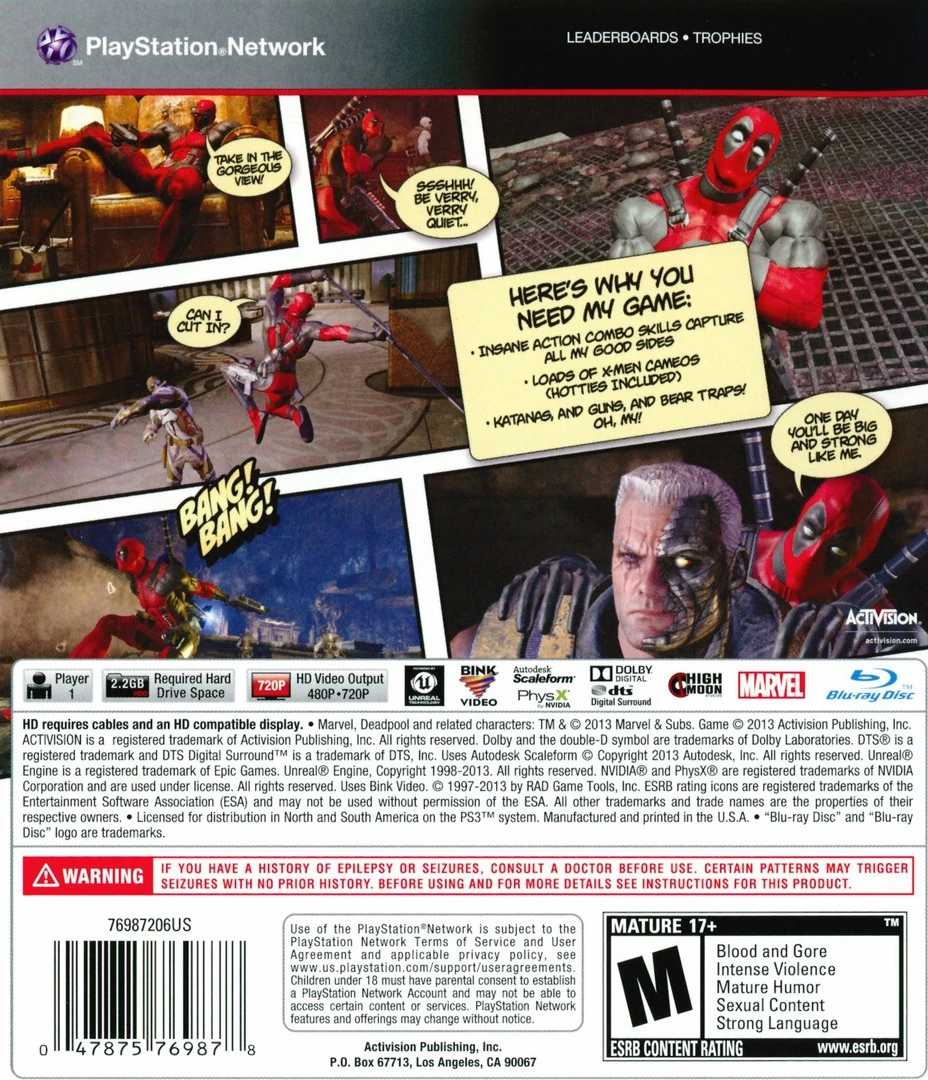 PlayStation®Network
SM
LEADERBOARDS • TROPHIES
TAKE IN THE
GORGEOUS
VIEW!
SSSHHH!
BE VERRY,
VERRY
QUIET...
CAN I
CUT IN?
HERE'S WHY YOU
NEED MY GAME:
• INSANE ACTION COMBO SKILLS CAPTURE
ALL MY GOOD SIDES
• LOADS OF X-MEN CAMEOS
(HOTTIES INCLUDED)
• KATANAS, AND GUNS, AND BEAR TRAPS!
OH, MY!
ONE DAY
YOU'LL BE BIG
AND STRONG
LIKE ME.
BANG!
BANG!
ACTIVISION®
activision.com
Player
1
2.2GB
HDD
Required Hard
Drive Space
720P
HD Video Output
480P•720P
POWERED BY
UNREAL
TECHNOLOGY
BINK
VIDEO
Autodesk
Scaleform®
PhysX®
by NVIDIA
DOLBY
DIGITAL
dts
Digital Surround
HIGH
MOON
STUDIOS
MARVEL
Blu-ray Disc™
HD requires cables and an HD compatible display. • Marvel, Deadpool and related characters: TM & © 2013 Marvel & Subs. Game © 2013 Activision Publishing, Inc.
ACTIVISION is a registered trademark of Activision Publishing, Inc. All rights reserved. Dolby and the double-D symbol are trademarks of Dolby Laboratories. DTS® is a
registered trademark and DTS Digital Surround™ is a trademark of DTS, Inc. Uses Autodesk Scaleform © Copyright 2013 Autodesk, Inc. All rights reserved. Unreal®
Engine is a registered trademark of Epic Games. Unreal® Engine, Copyright 1998-2013. All rights reserved. NVIDIA® and PhysX® are registered trademarks of NVIDIA
Corporation and are used under license. All rights reserved. Uses Bink Video. © 1997-2013 by RAD Game Tools, Inc. ESRB rating icons are registered trademarks of the
Entertainment Software Association (ESA) and may not be used without permission of the ESA. All other trademarks and trade names are the properties of their
respective owners. • Licensed for distribution in North and South America on the PS3™ system. Manufactured and printed in the U.S.A. • “Blu-ray Disc” and “Blu-ray
Disc” logo are trademarks.
WARNING
IF YOU HAVE A HISTORY OF EPILEPSY OR SEIZURES, CONSULT A DOCTOR BEFORE USE. CERTAIN PATTERNS MAY TRIGGER
SEIZURES WITH NO PRIOR HISTORY. BEFORE USING AND FOR MORE DETAILS SEE INSTRUCTIONS FOR THIS PRODUCT.
76987206US
0 47875 76987 8
Use of the PlayStation®Network is subject to the
PlayStation Network Terms of Service and User
Agreement and applicable privacy policy, see
www.us.playstation.com/support/useragreements.
Children under 18 must have parental consent to establish
a PlayStation Network Account and may not be able to
access certain content or services. PlayStation Network
features and offerings may change without notice.
Activision Publishing, Inc.
P.O. Box 67713, Los Angeles, CA 90067
MATURE 17+
TM
M
Blood and Gore
Intense Violence
Mature Humor
Sexual Content
Strong Language
ESRB CONTENT RATING
www.esrb.org